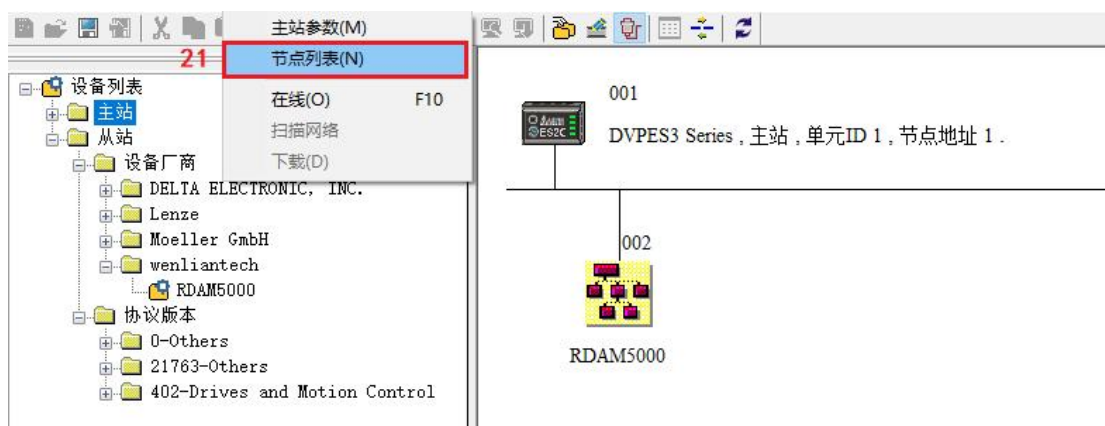 主站参数(M)
21 节点列表(N)
在线(O) F10
扫描网络
下载(D)
设备列表
主站
从站
设备厂商
DELTA ELECTRONIC, INC.
Lenze
Moeller GmbH
wenliantech
RDAM5000
协议版本
0-Others
21763-Others
402-Drives and Motion Control
001
DVPES3 Series , 主站 , 单元ID 1 , 节点地址 1 .
ES2C
002
RDAM5000